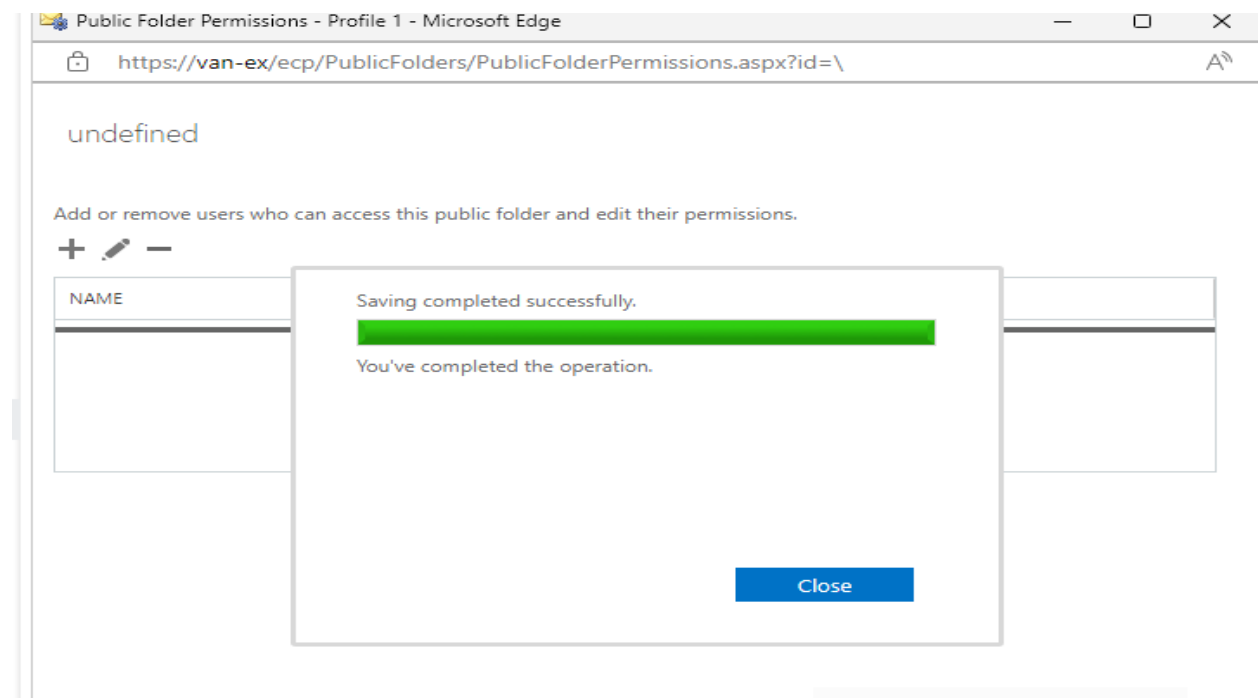 Public Folder Permissions - Profile 1 - Microsoft Edge
https://van-ex/ecp/PublicFolders/PublicFolderPermissions.aspx?id=\
undefined
Add or remove users who can access this public folder and edit their permissions.
NAME
Saving completed successfully.
You've completed the operation.
Close